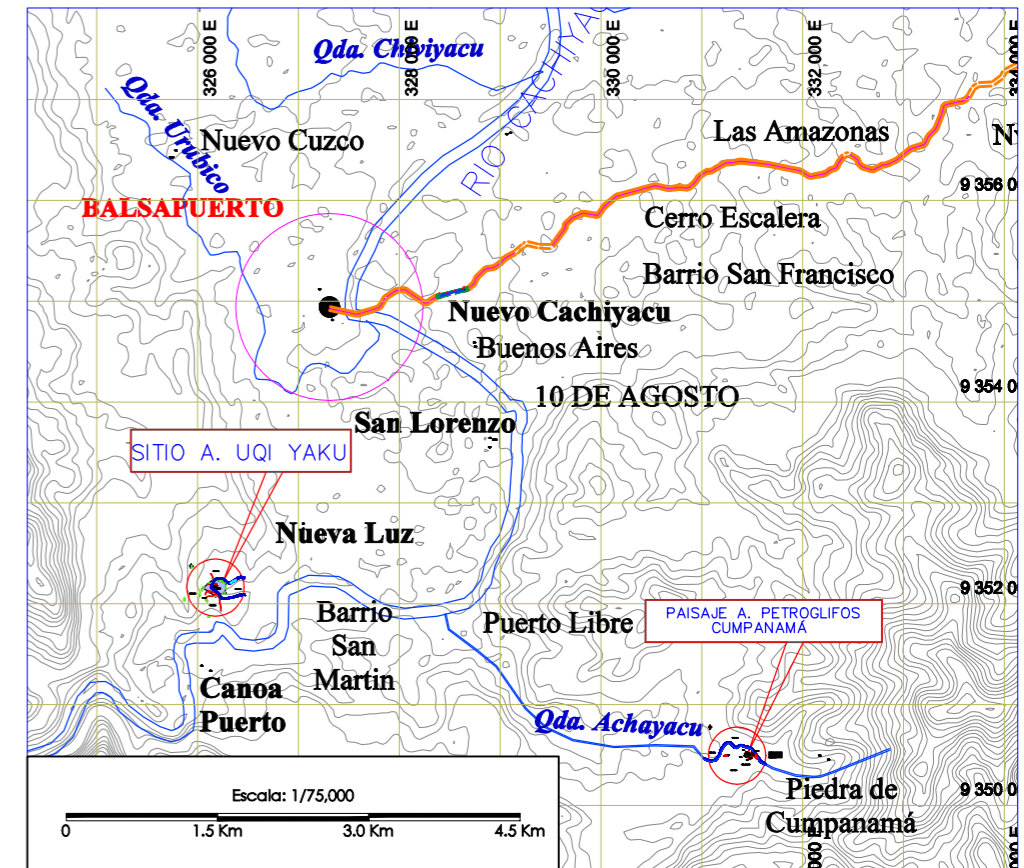 326 000 E
328 000 E
330 000 E
332 000 E
Qda. Chviyacu
Qda. Urubico
RIO CACHIYA
Nuevo Cuzco
Las Amazonas
9 356 0
BALSAPUERTO
Cerro Escalera
Barrio San Francisco
Nuevo Cachiyacu
Buenos Aires
9 354 0
10 DE AGOSTO
San Lorenzo
SITIO A. UQI YAKU
Nueva Luz
9 352 0
Barrio
San
Martin
Puerto Libre
PAISAJE A. PETROGLIFOS
CUMPANAMÁ
Canoa
Puerto
Qda. Achayacu
Piedra de
Cumpanamá
9 350 0
Escala: 1/75,000
0 1.5 Km 3.0 Km 4.5 Km